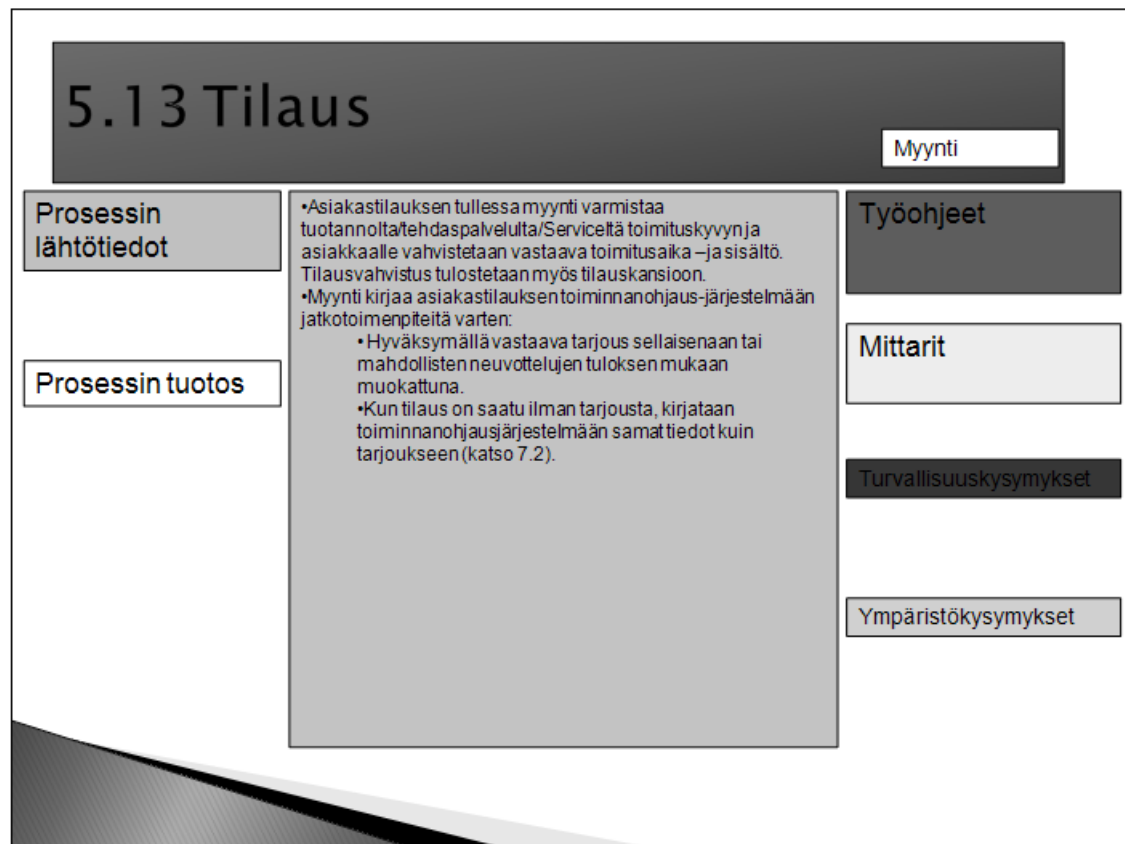 5.13 Tilaus
Myynti
Prosessin
lähtötiedot
Prosessin tuotos
•Asiakastilauksen tullessa myynti varmistaa
tuotannolta/tehdaspalvelulta/Serviceltä toimituskyvyn ja
asiakkaalle vahvistetaan vastaava toimitusaika –ja sisältö.
Tilausvahvistus tulostetaan myös tilauskansioon.
•Myynti kirjaa asiakastilauksen toiminnanohjaus-järjestelmään
jatkotoimenpiteitä varten:
• Hyväksymällä vastaava tarjous sellaisenaan tai
mahdollisten neuvottelujen tuloksen mukaan
muokattuna.
•Kun tilaus on saatu ilman tarjousta, kirjataan
toiminnanohjausjärjestelmään samat tiedot kuin
tarjoukseen (katso 7.2).
Työohjeet
Mittarit
Turvallisuuskysymykset
Ympäristökysymykset